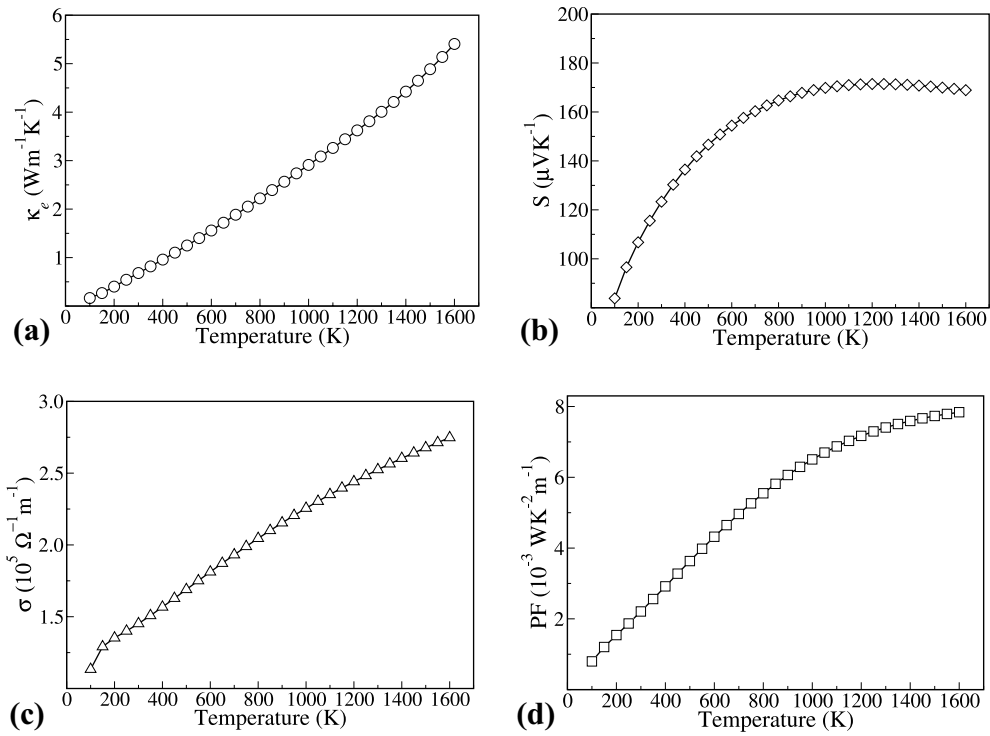 6
5
4
3
2
1
κₑ (Wm⁻¹K⁻¹)
0 200 400 600 800 1000 1200 1400 1600
Temperature (K)
(a)
200
180
160
140
120
100
S (μVK⁻¹)
0 200 400 600 800 1000 1200 1400 1600
Temperature (K)
(b)
3.0
2.5
2.0
1.5
σ (10⁵ Ω⁻¹m⁻¹)
0 200 400 600 800 1000 1200 1400 1600
Temperature (K)
(c)
8
6
4
2
PF (10⁻³ WK⁻²m⁻¹)
200 400 600 800 1000 1200 1400 1600
Temperature (K)
(d)